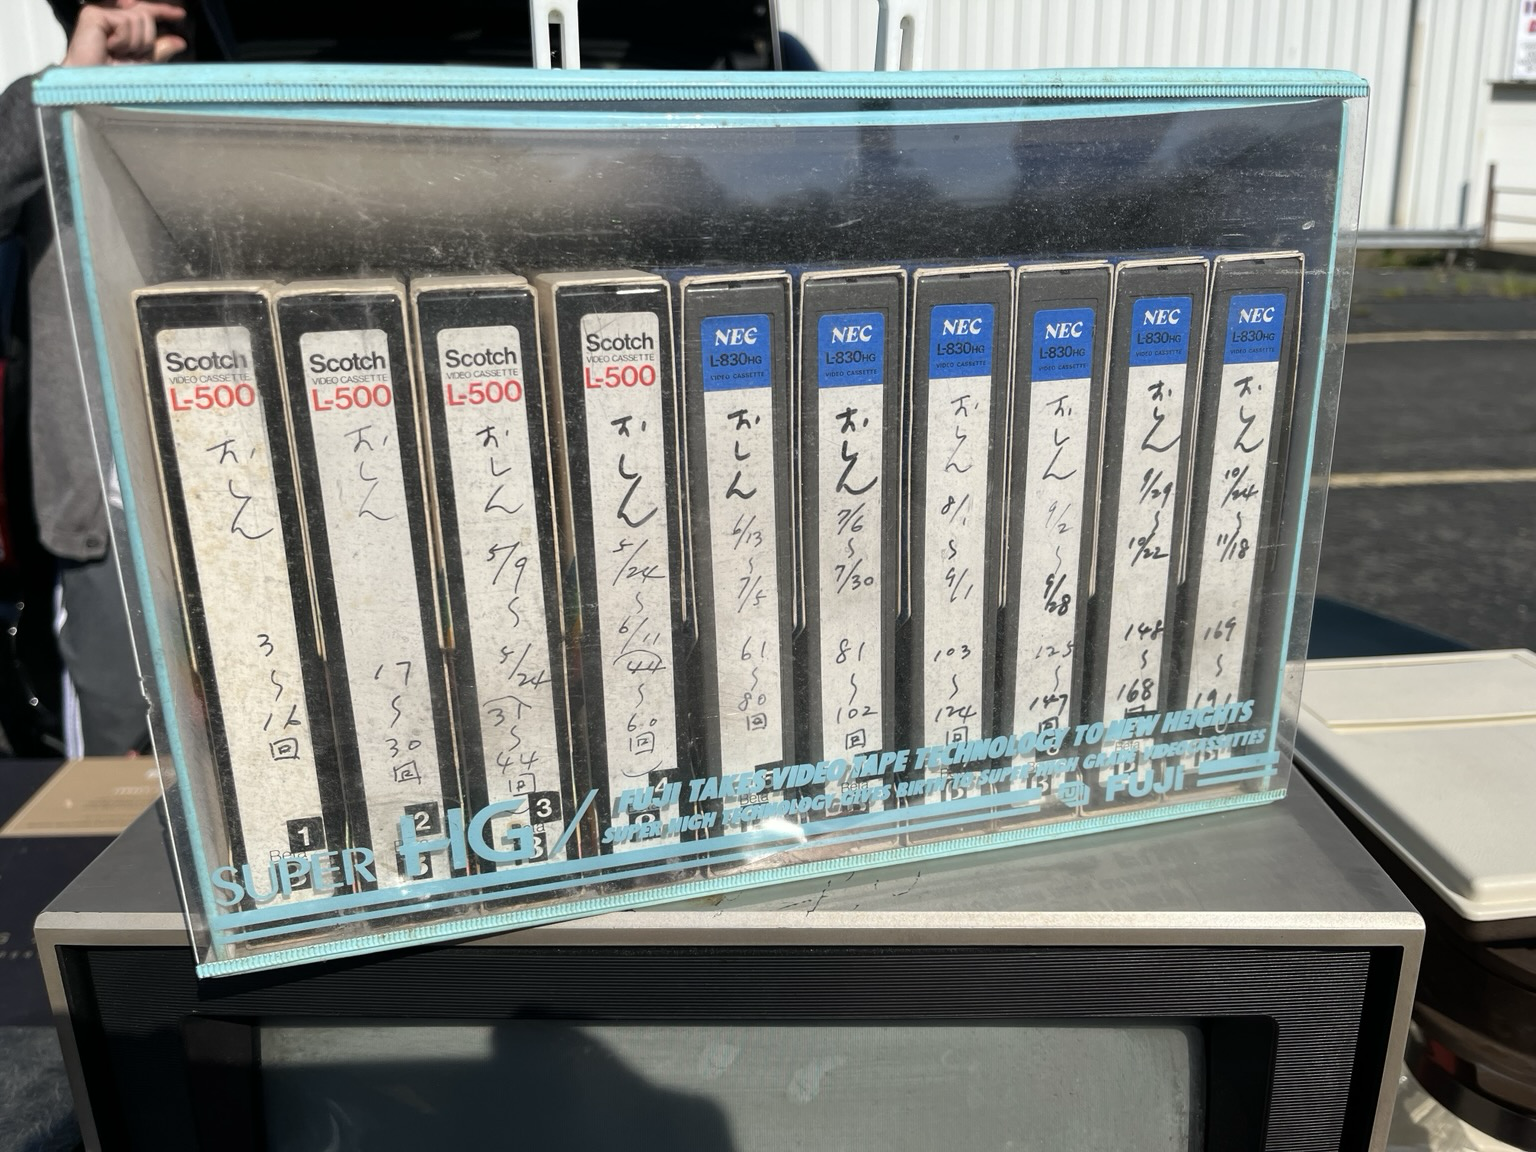 Scotch
VIDEO CASSETTE
L-500
おしん
3
〜
16
回
1
Beta
Scotch
VIDEO CASSETTE
L-500
おしん
17
〜
30
回
2
Scotch
VIDEO CASSETTE
L-500
おしん
5/9
〜
5/24
31
〜
44
回
3
Scotch
VIDEO CASSETTE
L-500
おしん
5/24
〜
6/11
44
〜
60
回
4
NEC
L-830HG
VIDEO CASSETTE
おしん
6/13
〜
7/5
61
〜
80
回
Beta
NEC
L-830HG
VIDEO CASSETTE
おしん
7/6
〜
7/30
81
〜
102
回
Beta
NEC
L-830HG
VIDEO CASSETTE
おしん
8/1
〜
9/1
103
〜
124
回
NEC
L-830HG
VIDEO CASSETTE
おしん
9/2
〜
9/28
125
〜
147
回
NEC
L-830HG
VIDEO CASSETTE
おしん
9/29
〜
10/22
148
〜
168
回
Beta
NEC
L-830HG
VIDEO CASSETTE
おしん
10/24
〜
11/18
169
〜
191
SUPER HG/
FUJI TAKES VIDEO TAPE TECHNOLOGY TO NEW HEIGHTS
SUPER HIGH TECHNOLOGY GIVES BIRTH TO SUPER HIGH GRADE VIDEOCASSETTES
FUJI